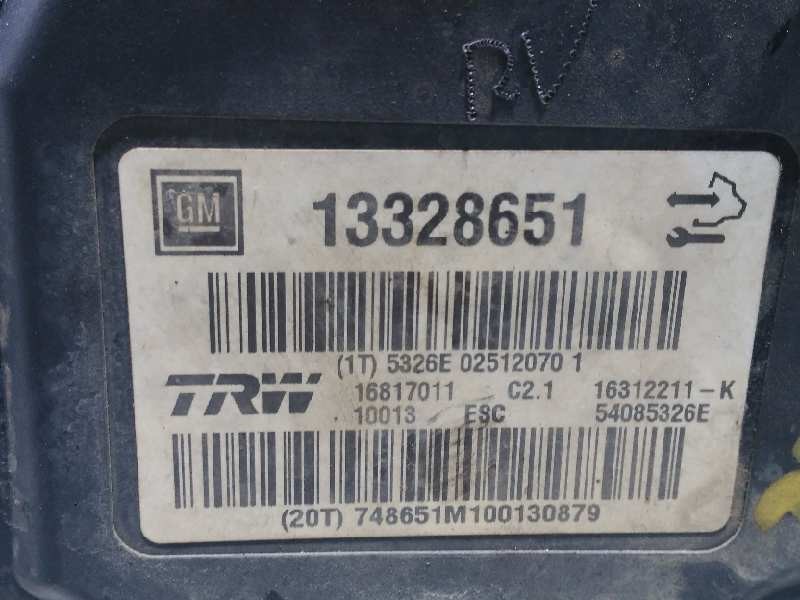 RV
GM 13328651
(1T) 5326E 02512070 1
TRW 16817011 C2.1 16312211-K
10013 ESC 54085326E
(20T) 748651M100130879